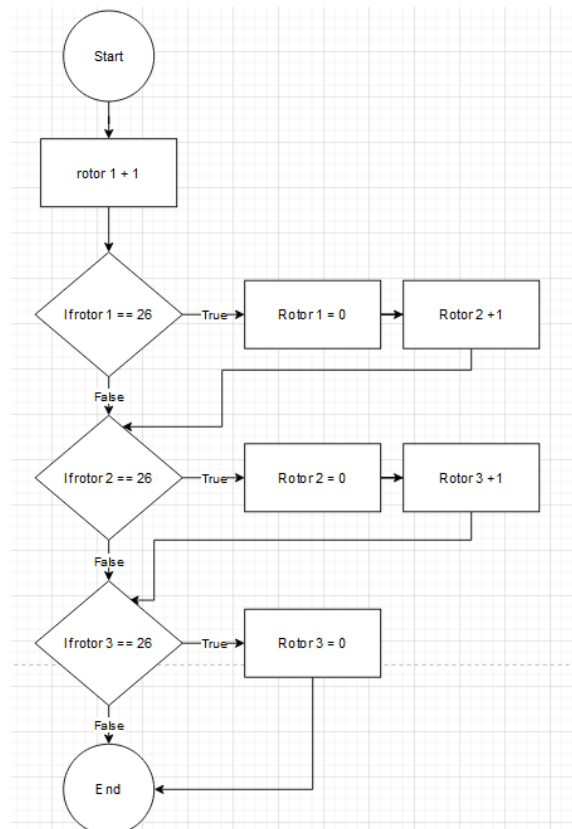 Start
rotor 1 + 1
If rotor 1 == 26
True
Rotor 1 = 0
Rotor 2 +1
False
If rotor 2 == 26
True
Rotor 2 = 0
Rotor 3 +1
False
If rotor 3 == 26
True
Rotor 3 = 0
False
End